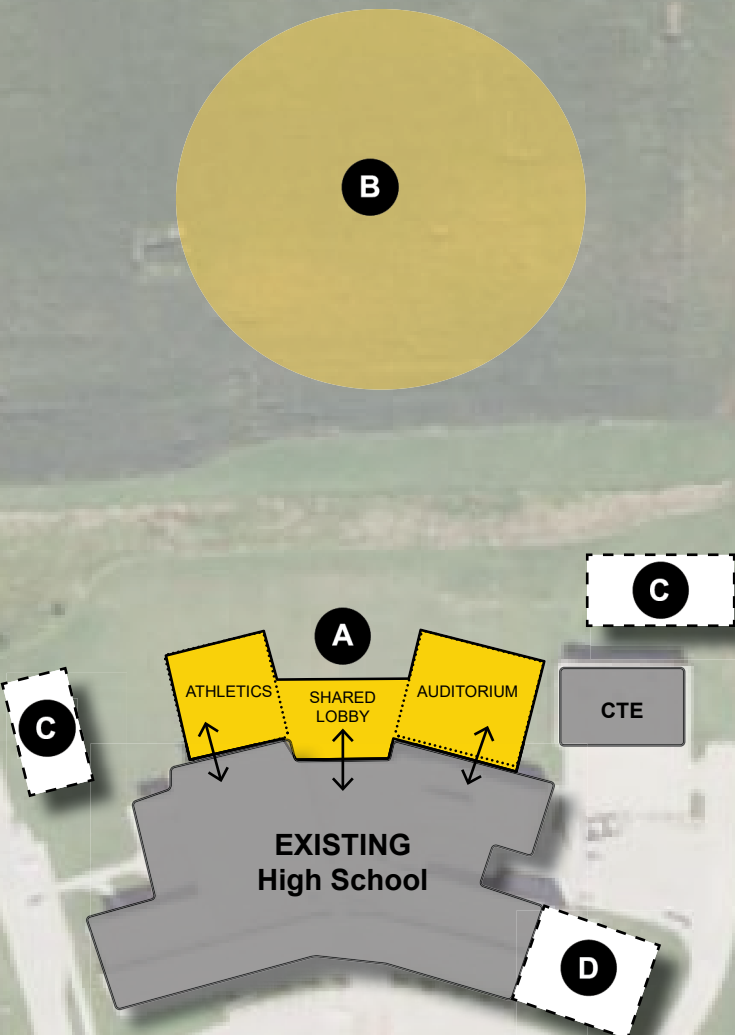 B
C
A
ATHLETICS
SHARED
LOBBY
AUDITORIUM
C
CTE
EXISTING
High School
D